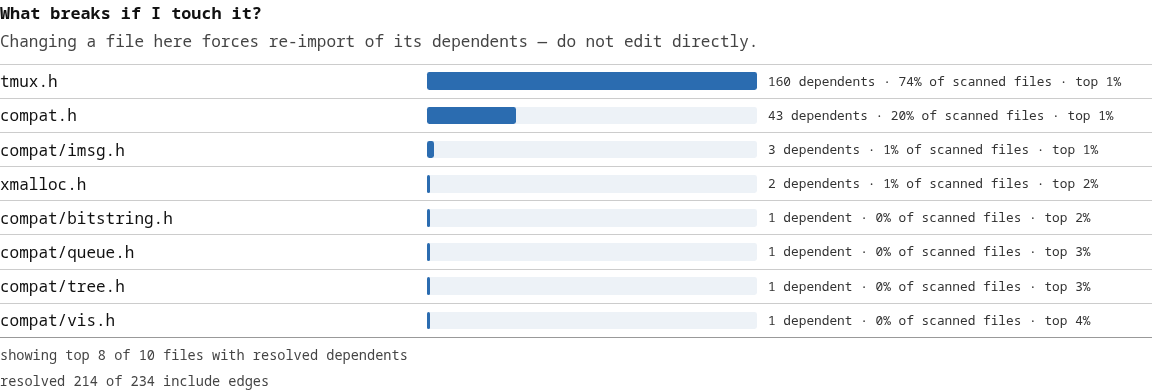 What breaks if I touch it?
Changing a file here forces re-import of its dependents — do not edit directly.
tmux.h 160 dependents · 74% of scanned files · top 1%
compat.h 43 dependents · 20% of scanned files · top 1%
compat/imsg.h 3 dependents · 1% of scanned files · top 1%
xmalloc.h 2 dependents · 1% of scanned files · top 2%
compat/bitstring.h 1 dependent · 0% of scanned files · top 2%
compat/queue.h 1 dependent · 0% of scanned files · top 3%
compat/tree.h 1 dependent · 0% of scanned files · top 3%
compat/vis.h 1 dependent · 0% of scanned files · top 4%
showing top 8 of 10 files with resolved dependents
resolved 214 of 234 include edges